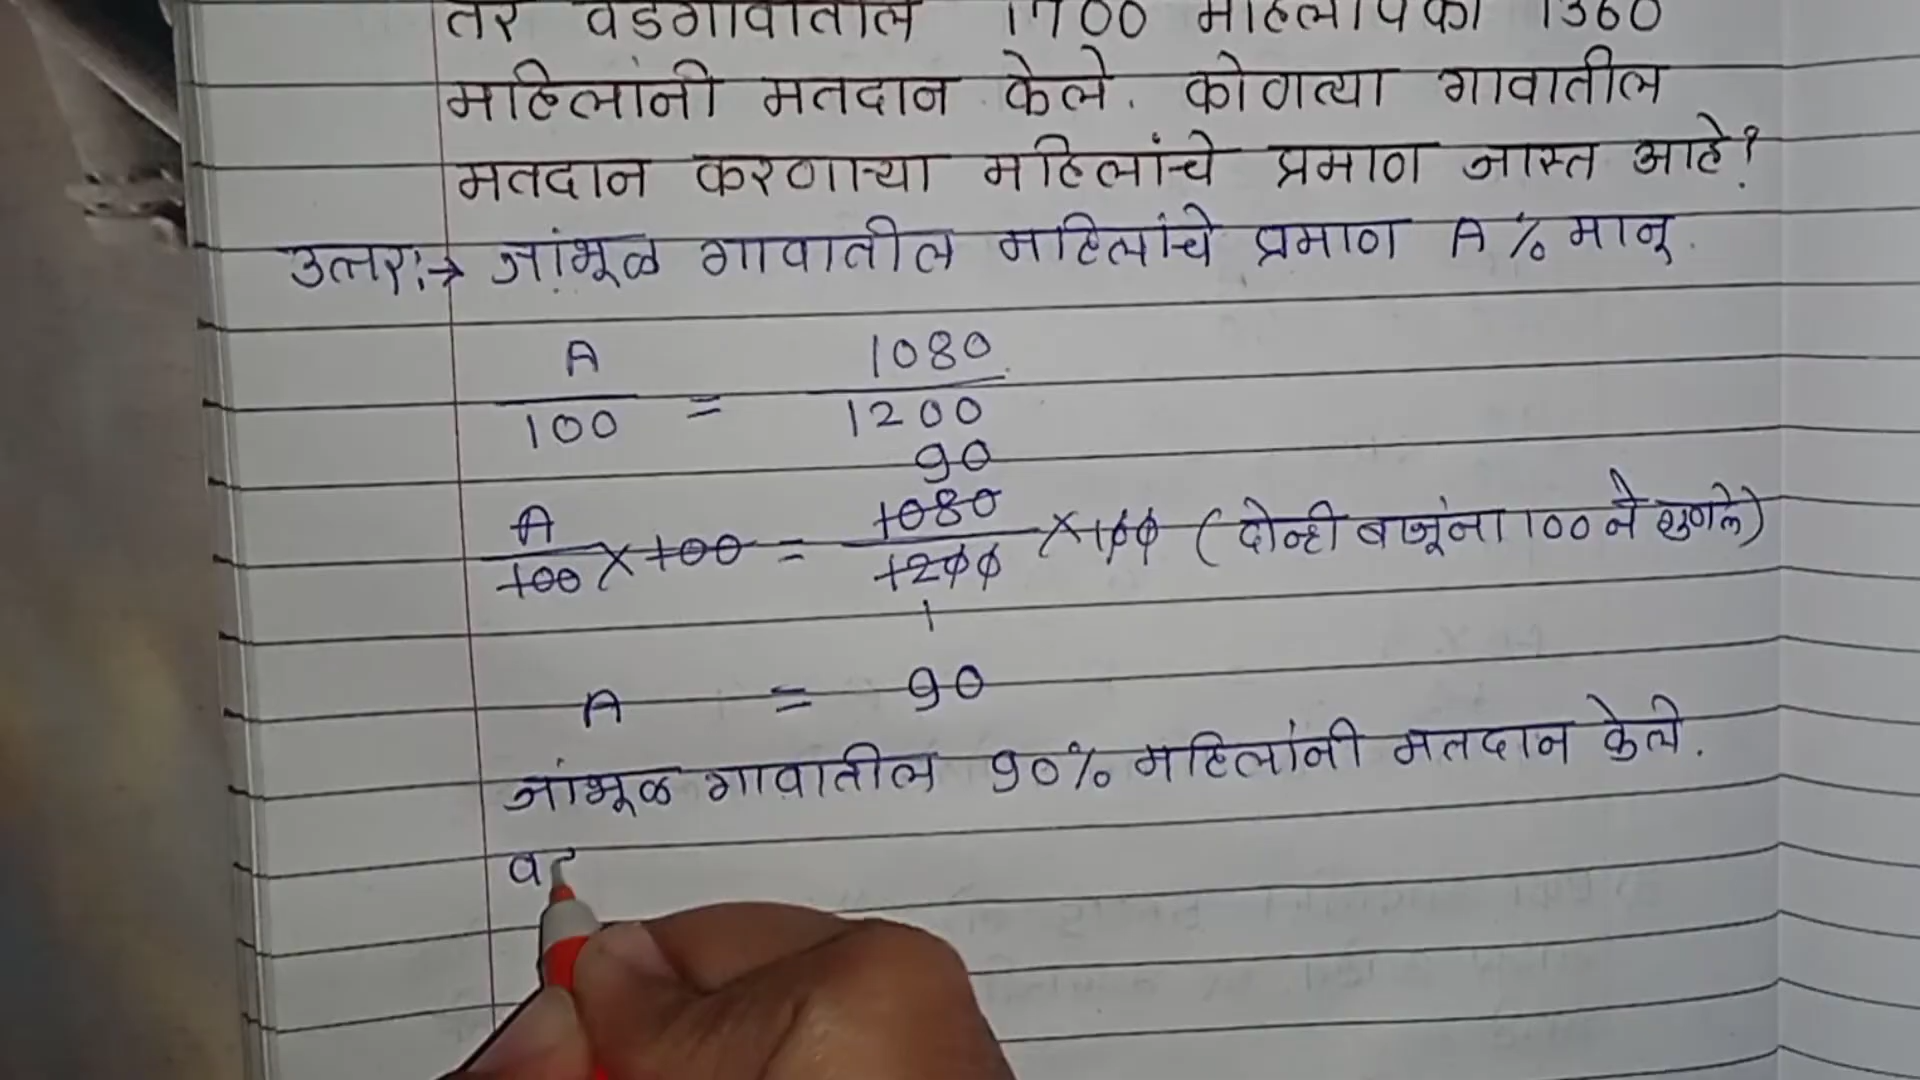 तर वडगावातील 1700 महिलांपैकी 1360
महिलांनी मतदान केले. कोणत्या गावातील
मतदान करणाऱ्या महिलांचे प्रमाण जास्त आहे?
उत्तरः→ जांभूळ गावातील महिलांचे प्रमाण A % मानू.
A 1080
100 = 1200
90
A 1080
100 × 100 = 1200 × 100 (दोन्ही बाजूंना 100 ने गुणले)
1
A = 90
जांभूळ गावातील 90% महिलांनी मतदान केले.
व